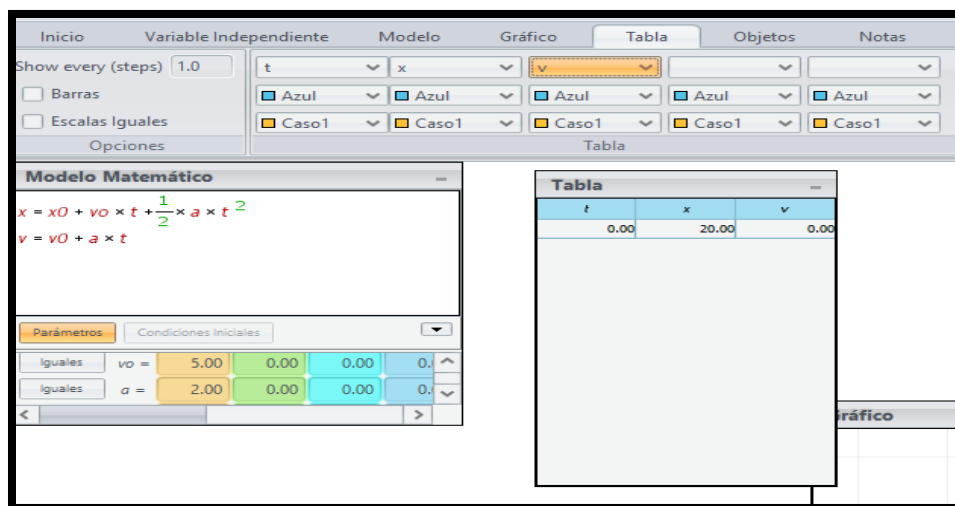 Inicio Variable Independiente Modelo Gráfico Tabla Objetos Notas
Show every (steps) 1.0 t x v
Barras Azul Azul Azul Azul Azul
Escalas Iguales Caso1 Caso1 Caso1 Caso1 Caso1
Opciones Tabla
Modelo Matemático
x = x0 + vo × t + 1/2 × a × t 2
v = v0 + a × t
Parámetros Condiciones Iniciales
Iguales vo = 5.00 0.00 0.00 0.
Iguales a = 2.00 0.00 0.00 0.
Tabla
t x v
0.00 20.00 0.00
ráfico